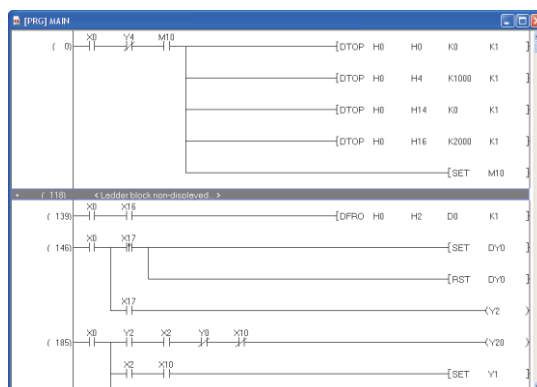 [PRG] MAIN
X0 Y4 M10
( 0) [DTOP H0 H0 K0 K1 ]
[DTOP H0 H4 K1000 K1 ]
[DTOP H0 H14 K0 K1 ]
[DTOP H0 H16 K2000 K1 ]
[SET M10 ]
( 118) < Ladder block non-displayed. >
X0 X16
( 139) [DFRO H0 H2 D0 K1 ]
X0 X17
( 146) [SET DY0 ]
[RST DY0 ]
X17
(Y2 )
X0 Y2 X2 Y0 X10
( 185) (Y20 )
X2 X10
[SET Y1 ]